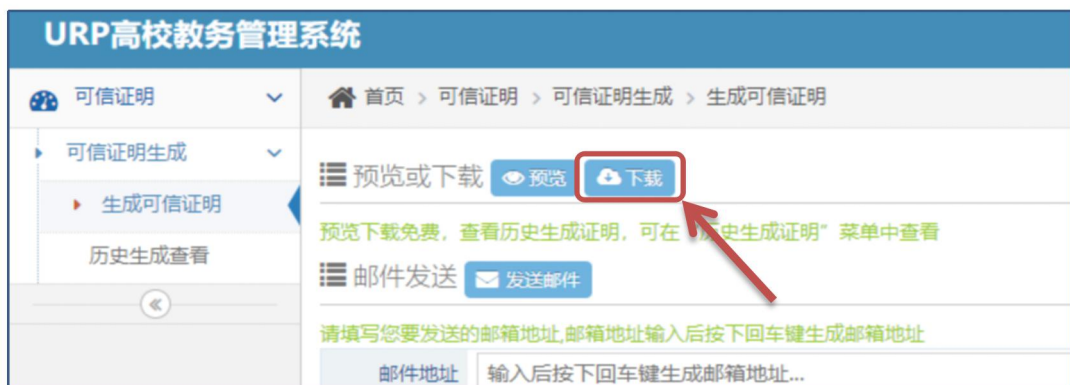 URP高校教务管理系统
可信证明
首页 > 可信证明 > 可信证明生成 > 生成可信证明
可信证明生成
预览或下载 预览 下载
生成可信证明
预览下载免费，查看历史生成证明，可在“历史生成证明”菜单中查看
历史生成查看
邮件发送 发送邮件
请填写您要发送的邮箱地址,邮箱地址输入后按下回车键生成邮箱地址
邮件地址 输入后按下回车键生成邮箱地址...